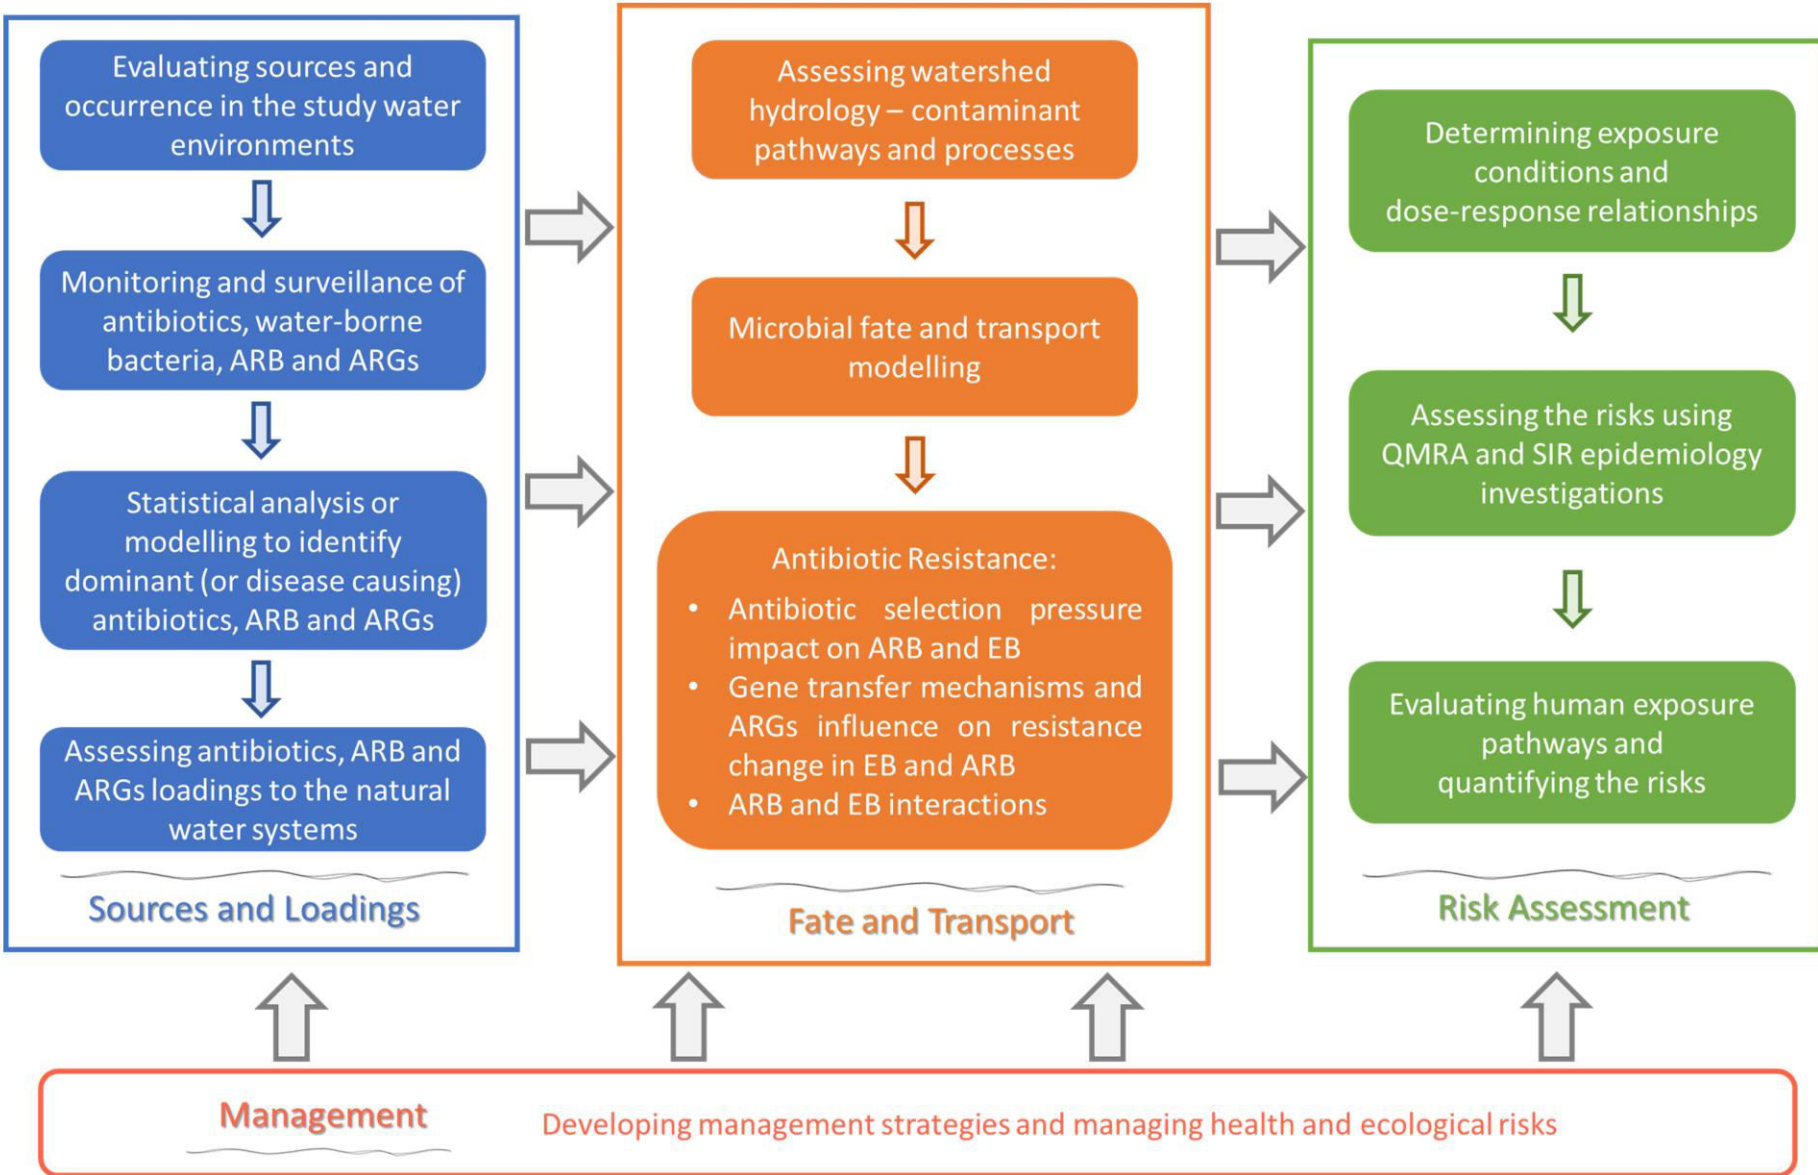 Evaluating sources and
occurrence in the study water
environments
Monitoring and surveillance of
antibiotics, water-borne
bacteria, ARB and ARGs
Statistical analysis or
modelling to identify
dominant (or disease causing)
antibiotics, ARB and ARGs
Assessing antibiotics, ARB and
ARGs loadings to the natural
water systems
Sources and Loadings
Assessing watershed
hydrology – contaminant
pathways and processes
Microbial fate and transport
modelling
Antibiotic Resistance:
• Antibiotic selection pressure
impact on ARB and EB
• Gene transfer mechanisms and
ARGs influence on resistance
change in EB and ARB
• ARB and EB interactions
Fate and Transport
Determining exposure
conditions and
dose-response relationships
Assessing the risks using
QMRA and SIR epidemiology
investigations
Evaluating human exposure
pathways and
quantifying the risks
Risk Assessment
Management
Developing management strategies and managing health and ecological risks